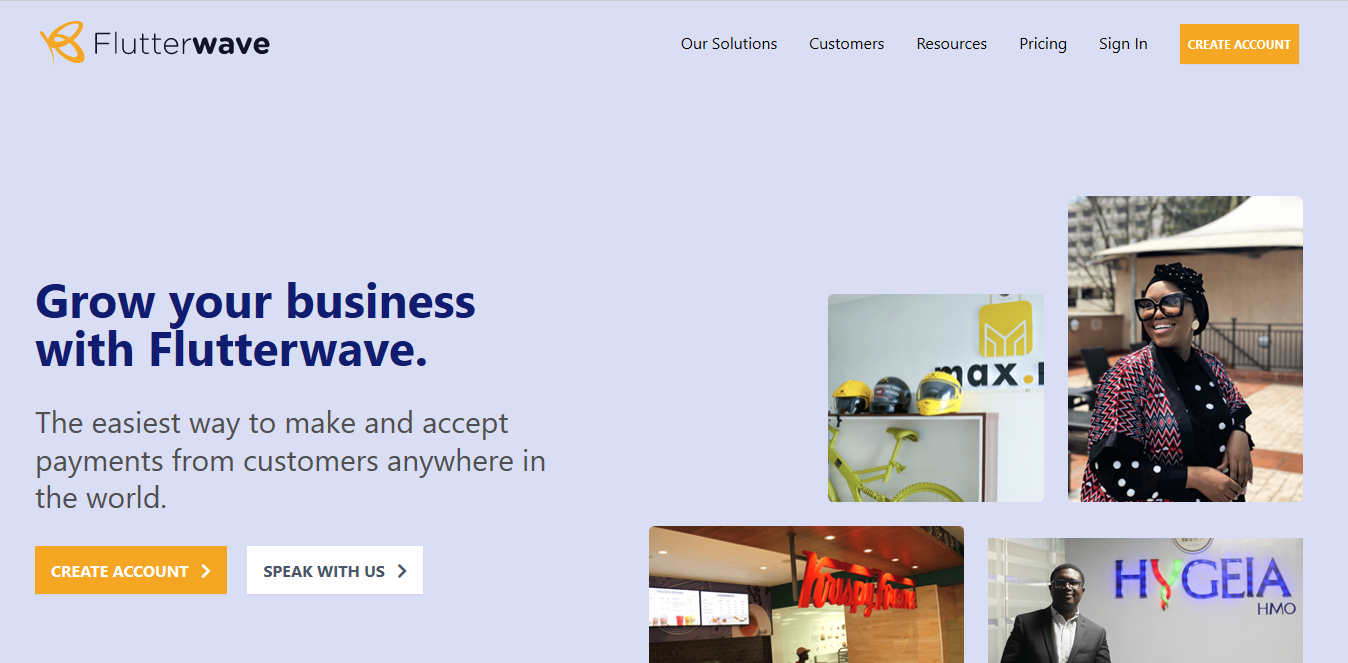 Flutterwave
Our Solutions
Customers
Resources
Pricing
Sign In
CREATE ACCOUNT
Grow your business
with Flutterwave.
The easiest way to make and accept
payments from customers anywhere in
the world.
CREATE ACCOUNT
SPEAK WITH US
max.
Krispy Kreme
HYGEIA
HMO